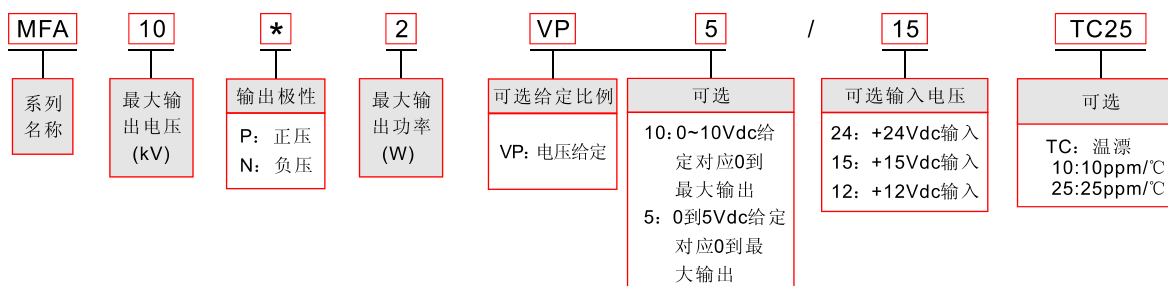 MFA 10 * 2 VP 5 / 15 TC25
系列
名称
最大输
出电压
(kV)
输出极性
P: 正压
N: 负压
最大输
出功率
(W)
可选给定比例
VP: 电压给定
可选
10: 0~10Vdc给
定对应0到
最大输出
5: 0到5Vdc给定
对应0到最
大输出
可选输入电压
24: +24Vdc输入
15: +15Vdc输入
12: +12Vdc输入
可选
TC: 温漂
10:10ppm/℃
25:25ppm/℃